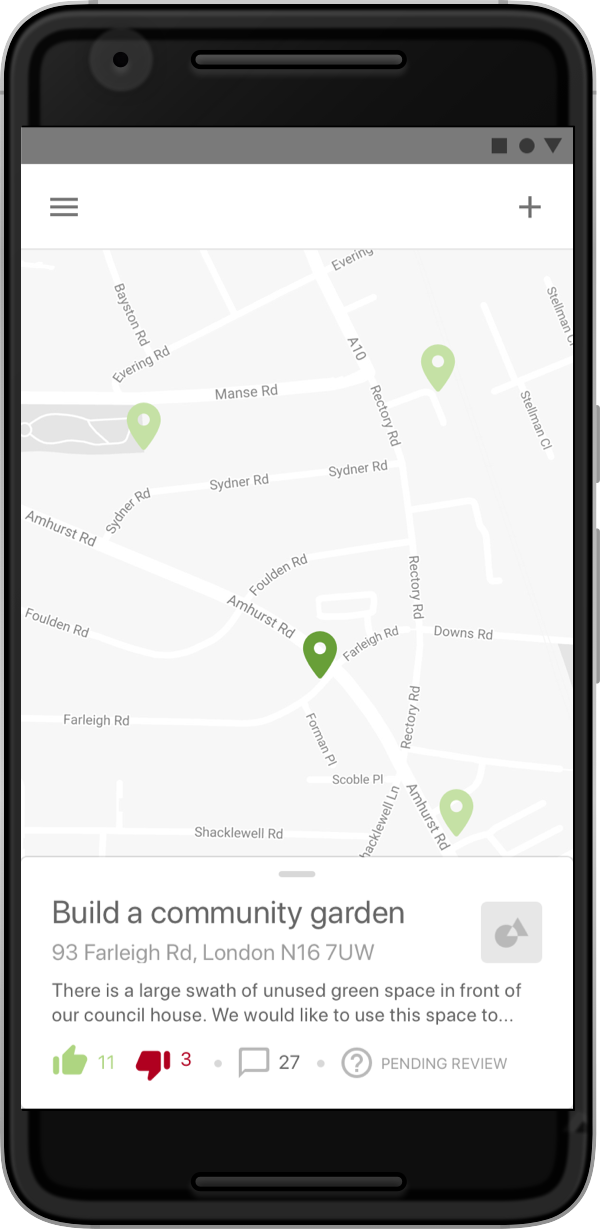 Evering
Bayston Rd
Stellman Cl
A10
Evering Rd
Manse Rd
Rectory Rd
Stellman Cl
Sydner Rd
Sydner Rd
Sydner Rd
Amhurst Rd
Foulden Rd
Rectory Rd
Amhurst Rd
Foulden Rd
Farleigh Rd
Downs Rd
Rectory Rd
Farleigh Rd
Forman Pl
Scoble Pl
hacklewell Ln
Amhurst Rd
Shacklewell Rd
Build a community garden
93 Farleigh Rd, London N16 7UW
There is a large swath of unused green space in front of
our council house. We would like to use this space to...
11 3 27 PENDING REVIEW